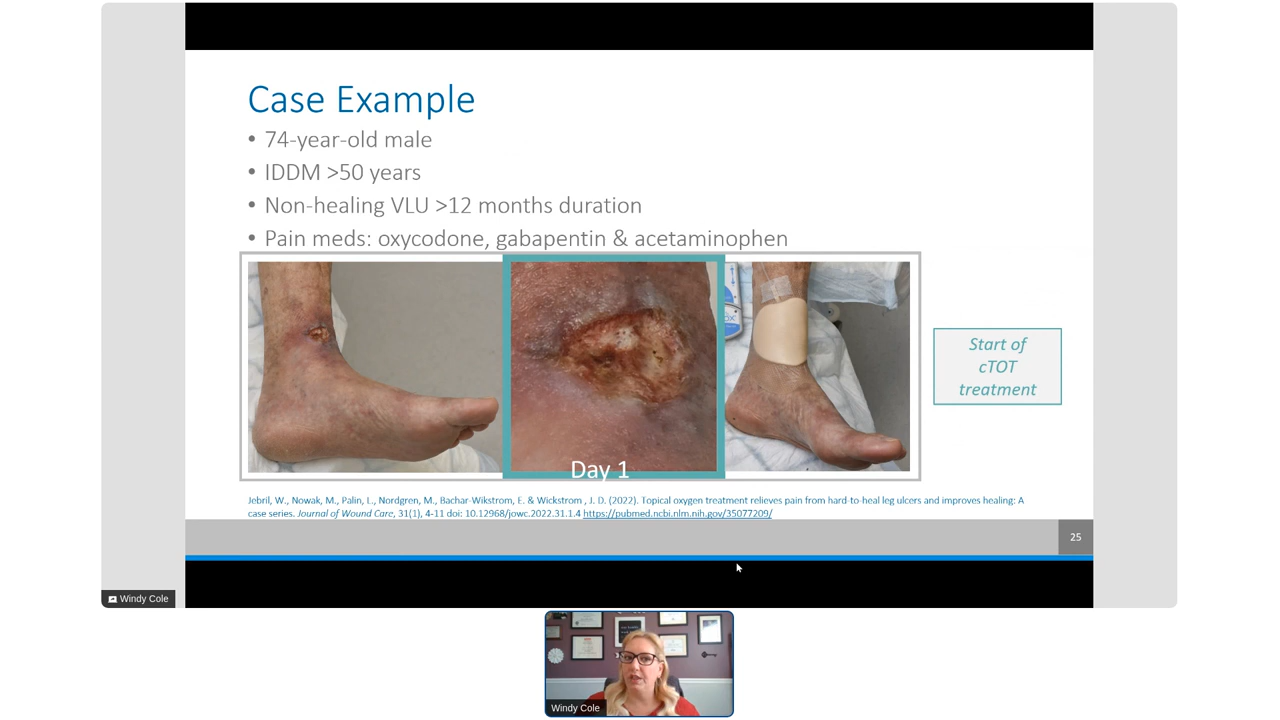 Case Example
• 74-year-old male
• IDDM >50 years
• Non-healing VLU >12 months duration
• Pain meds: oxycodone, gabapentin & acetaminophen
Start of
cTOT
treatment
Day 1
Jebril, W., Nowak, M., Palin, L., Nordgren, M., Bachar-Wikstrom, E. & Wickstrom , J. D. (2022). Topical oxygen treatment relieves pain from hard-to-heal leg ulcers and improves healing: A
case series. Journal of Wound Care, 31(1), 4-11 doi: 10.12968/jowc.2022.31.1.4 https://pubmed.ncbi.nlm.nih.gov/35077209/
25
Windy Cole
Windy Cole